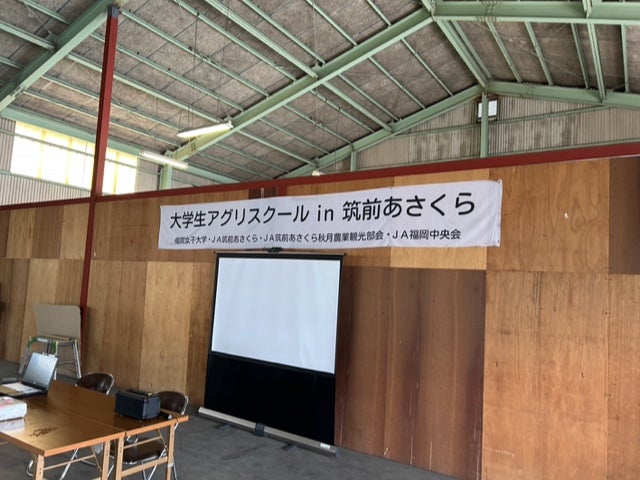 大学生アグリスクール in 筑前あさくら
福岡女子大学・JA筑前あさくら・JA筑前あさくら秋月農業観光部会・JA福岡中央会